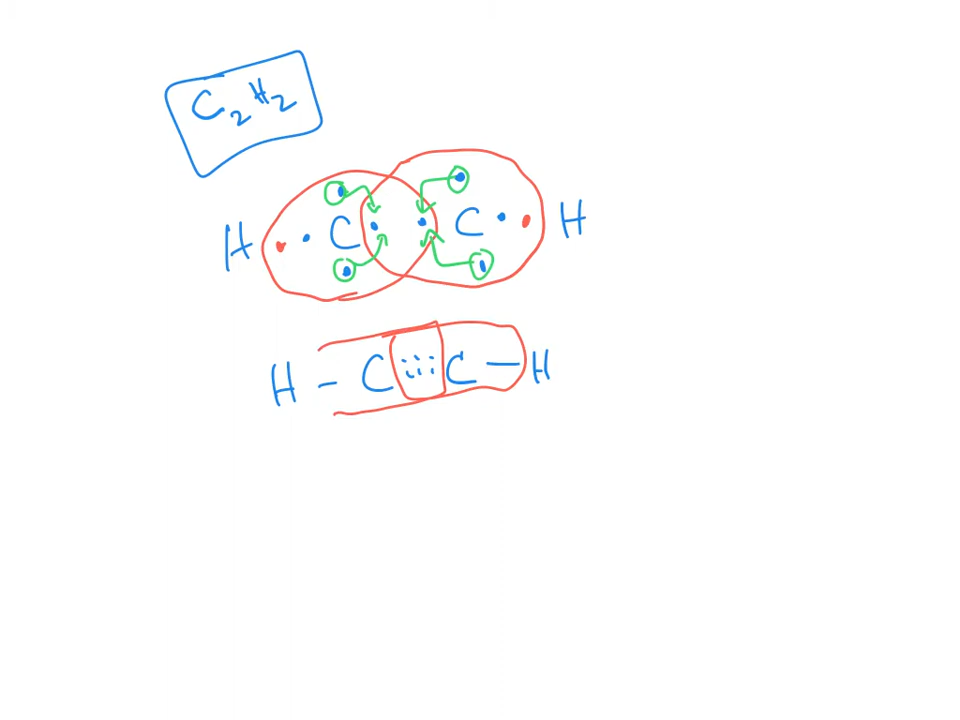 C2H2
H · · C · · C · · H
H - C ::: C — H